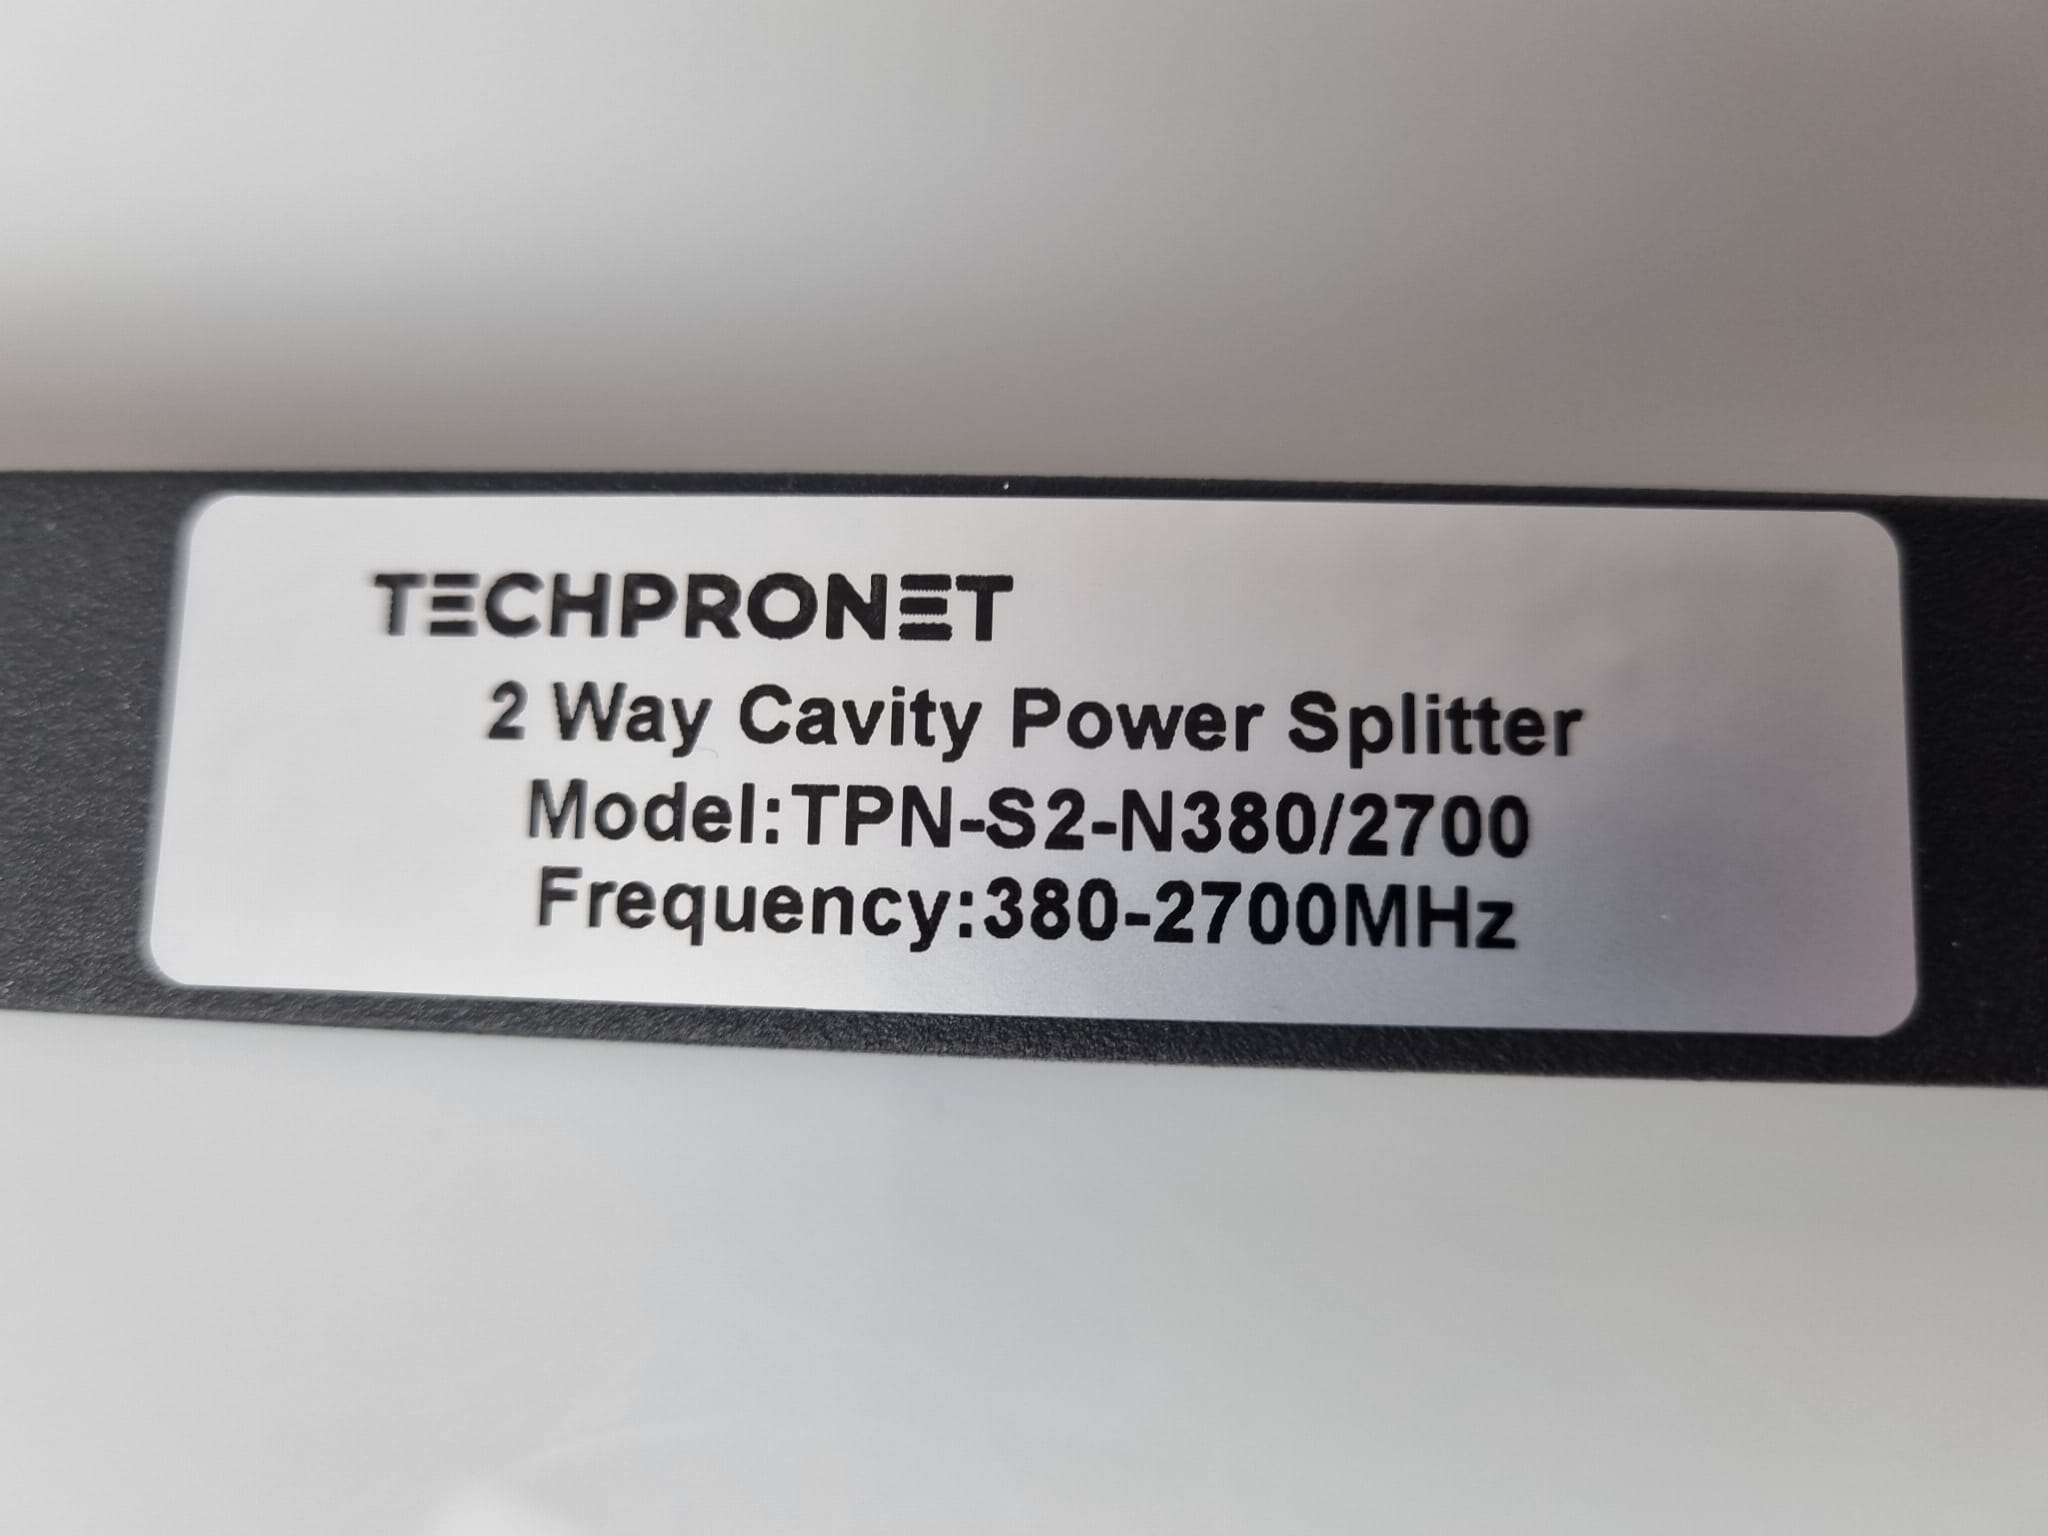 TECHPRONET
2 Way Cavity Power Splitter
Model:TPN-S2-N380/2700
Frequency:380-2700MHz